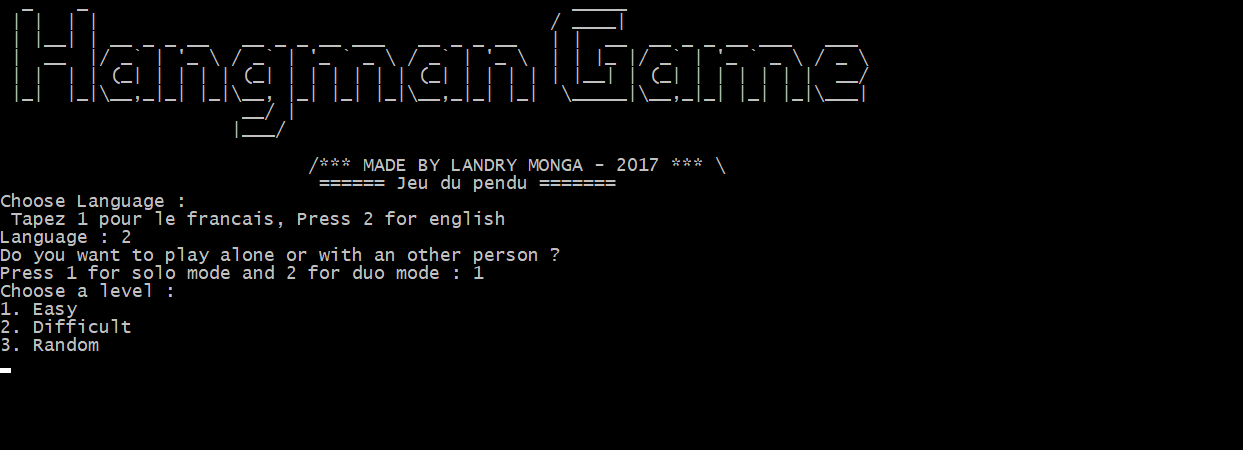 Hangman Game
/*** MADE BY LANDRY MONGA - 2017 *** \
====== Jeu du pendu =======
Choose Language :
Tapez 1 pour le francais, Press 2 for english
Language : 2
Do you want to play alone or with an other person ?
Press 1 for solo mode and 2 for duo mode : 1
Choose a level :
1. Easy
2. Difficult
3. Random